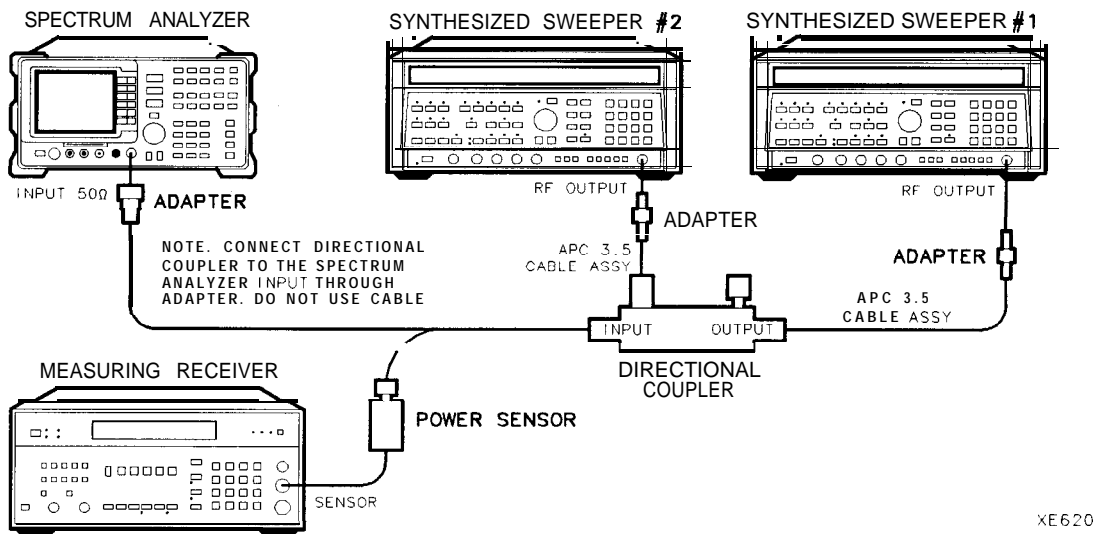 SPECTRUM ANALYZER
SYNTHESIZED SWEEPER #2
SYNTHESIZED SWEEPER #1
INPUT 50Ω
ADAPTER
RF OUTPUT
RF OUTPUT
ADAPTER
NOTE. CONNECT DIRECTIONAL
COUPLER TO THE SPECTRUM
ANALYZER INPUT THROUGH
ADAPTER. DO NOT USE CABLE
APC 3.5
CABLE ASSY
ADAPTER
APC 3.5
CABLE ASSY
INPUT
OUTPUT
DIRECTIONAL
COUPLER
MEASURING RECEIVER
POWER SENSOR
SENSOR
XE620